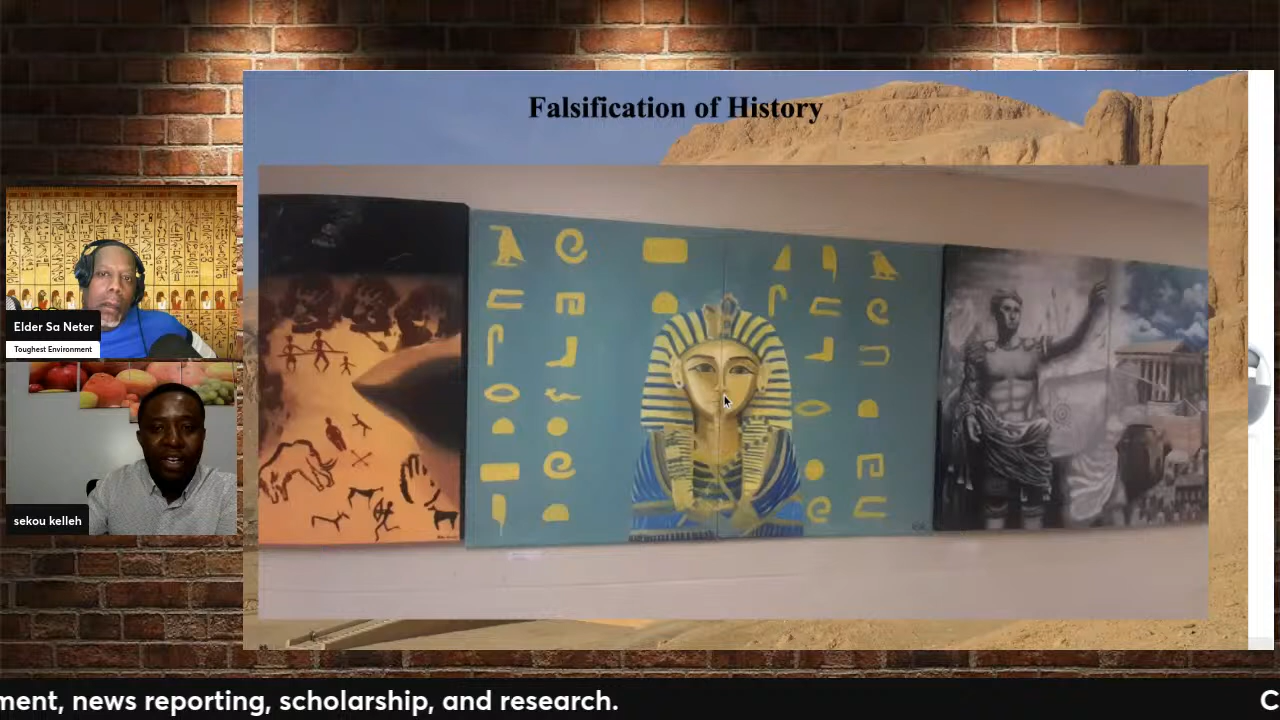 Falsification of History
Elder Sa Neter
Toughest Environment
sekou kelleh
ment, news reporting, scholarship, and research.
C